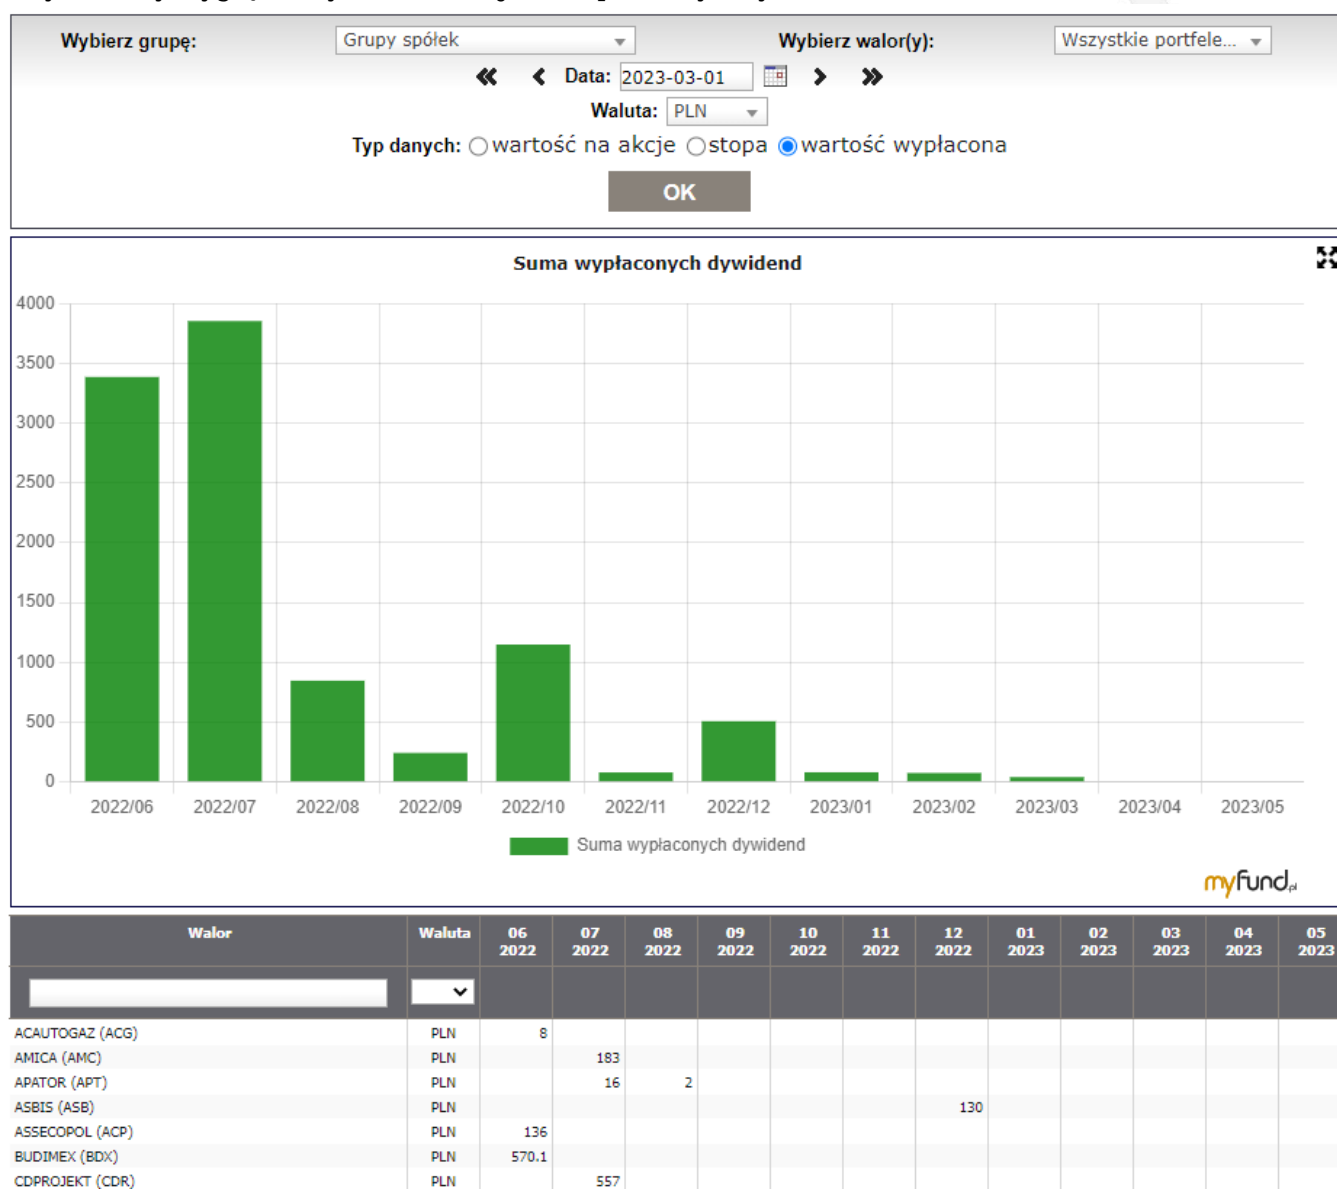 Wybierz grupę: Grupy spółek Wybierz walor(y): Wszystkie portfele...
Data: 2023-03-01
Waluta: PLN
Typ danych: wartość na akcje stopa wartość wypłacona
OK
Suma wypłaconych dywidend
4000
3500
3000
2500
2000
1500
1000
500
0
2022/06 2022/07 2022/08 2022/09 2022/10 2022/11 2022/12 2023/01 2023/02 2023/03 2023/04 2023/05
Suma wypłaconych dywidend
myfund.pl
Walor Waluta 06 2022 07 2022 08 2022 09 2022 10 2022 11 2022 12 2022 01 2023 02 2023 03 2023 04 2023 05 2023
ACAUTOGAZ (ACG) PLN 8
AMICA (AMC) PLN 183
APATOR (APT) PLN 16 2
ASBIS (ASB) PLN 130
ASSECOPOL (ACP) PLN 136
BUDIMEX (BDX) PLN 570.1
CDPROJEKT (CDR) PLN 557